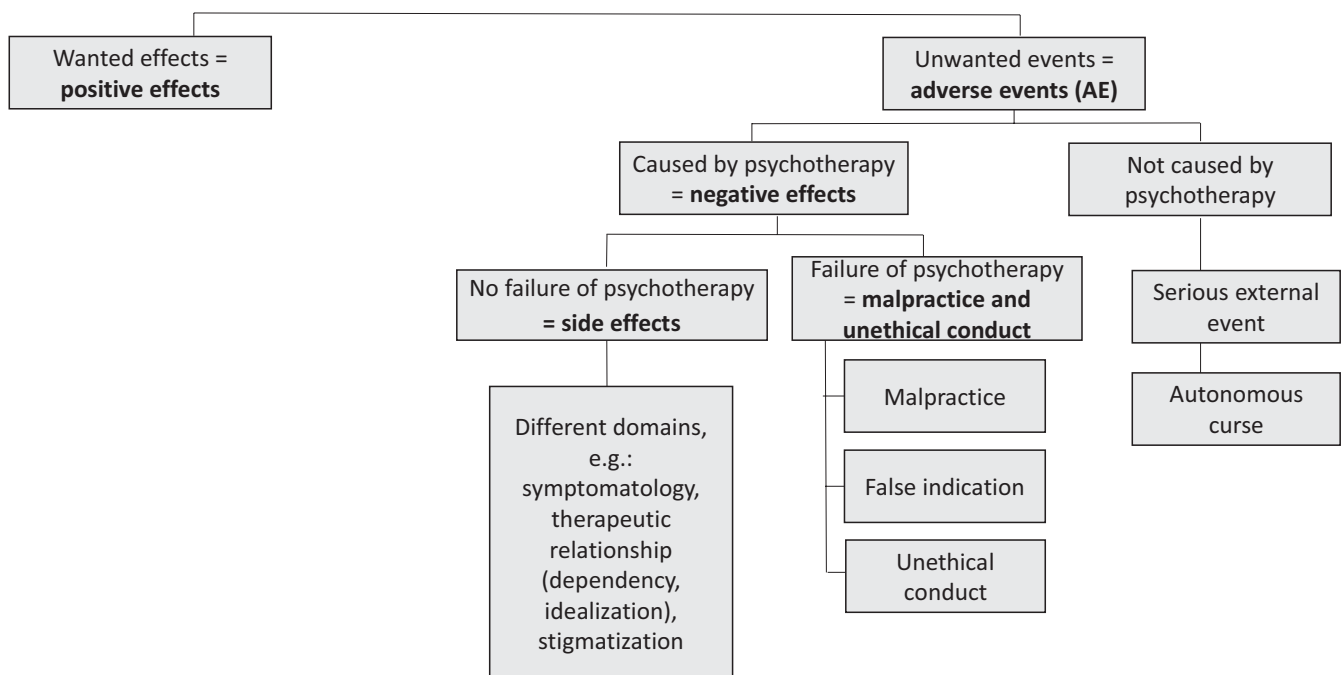 Wanted effects =
positive effects
Unwanted events =
adverse events (AE)
Caused by psychotherapy
= negative effects
Not caused by
psychotherapy
No failure of psychotherapy
= side effects
Failure of psychotherapy
= malpractice and
unethical conduct
Serious external
event
Different domains,
e.g.:
symptomatology,
therapeutic
relationship
(dependency,
idealization),
stigmatization
Malpractice
False indication
Unethical
conduct
Autonomous
curse